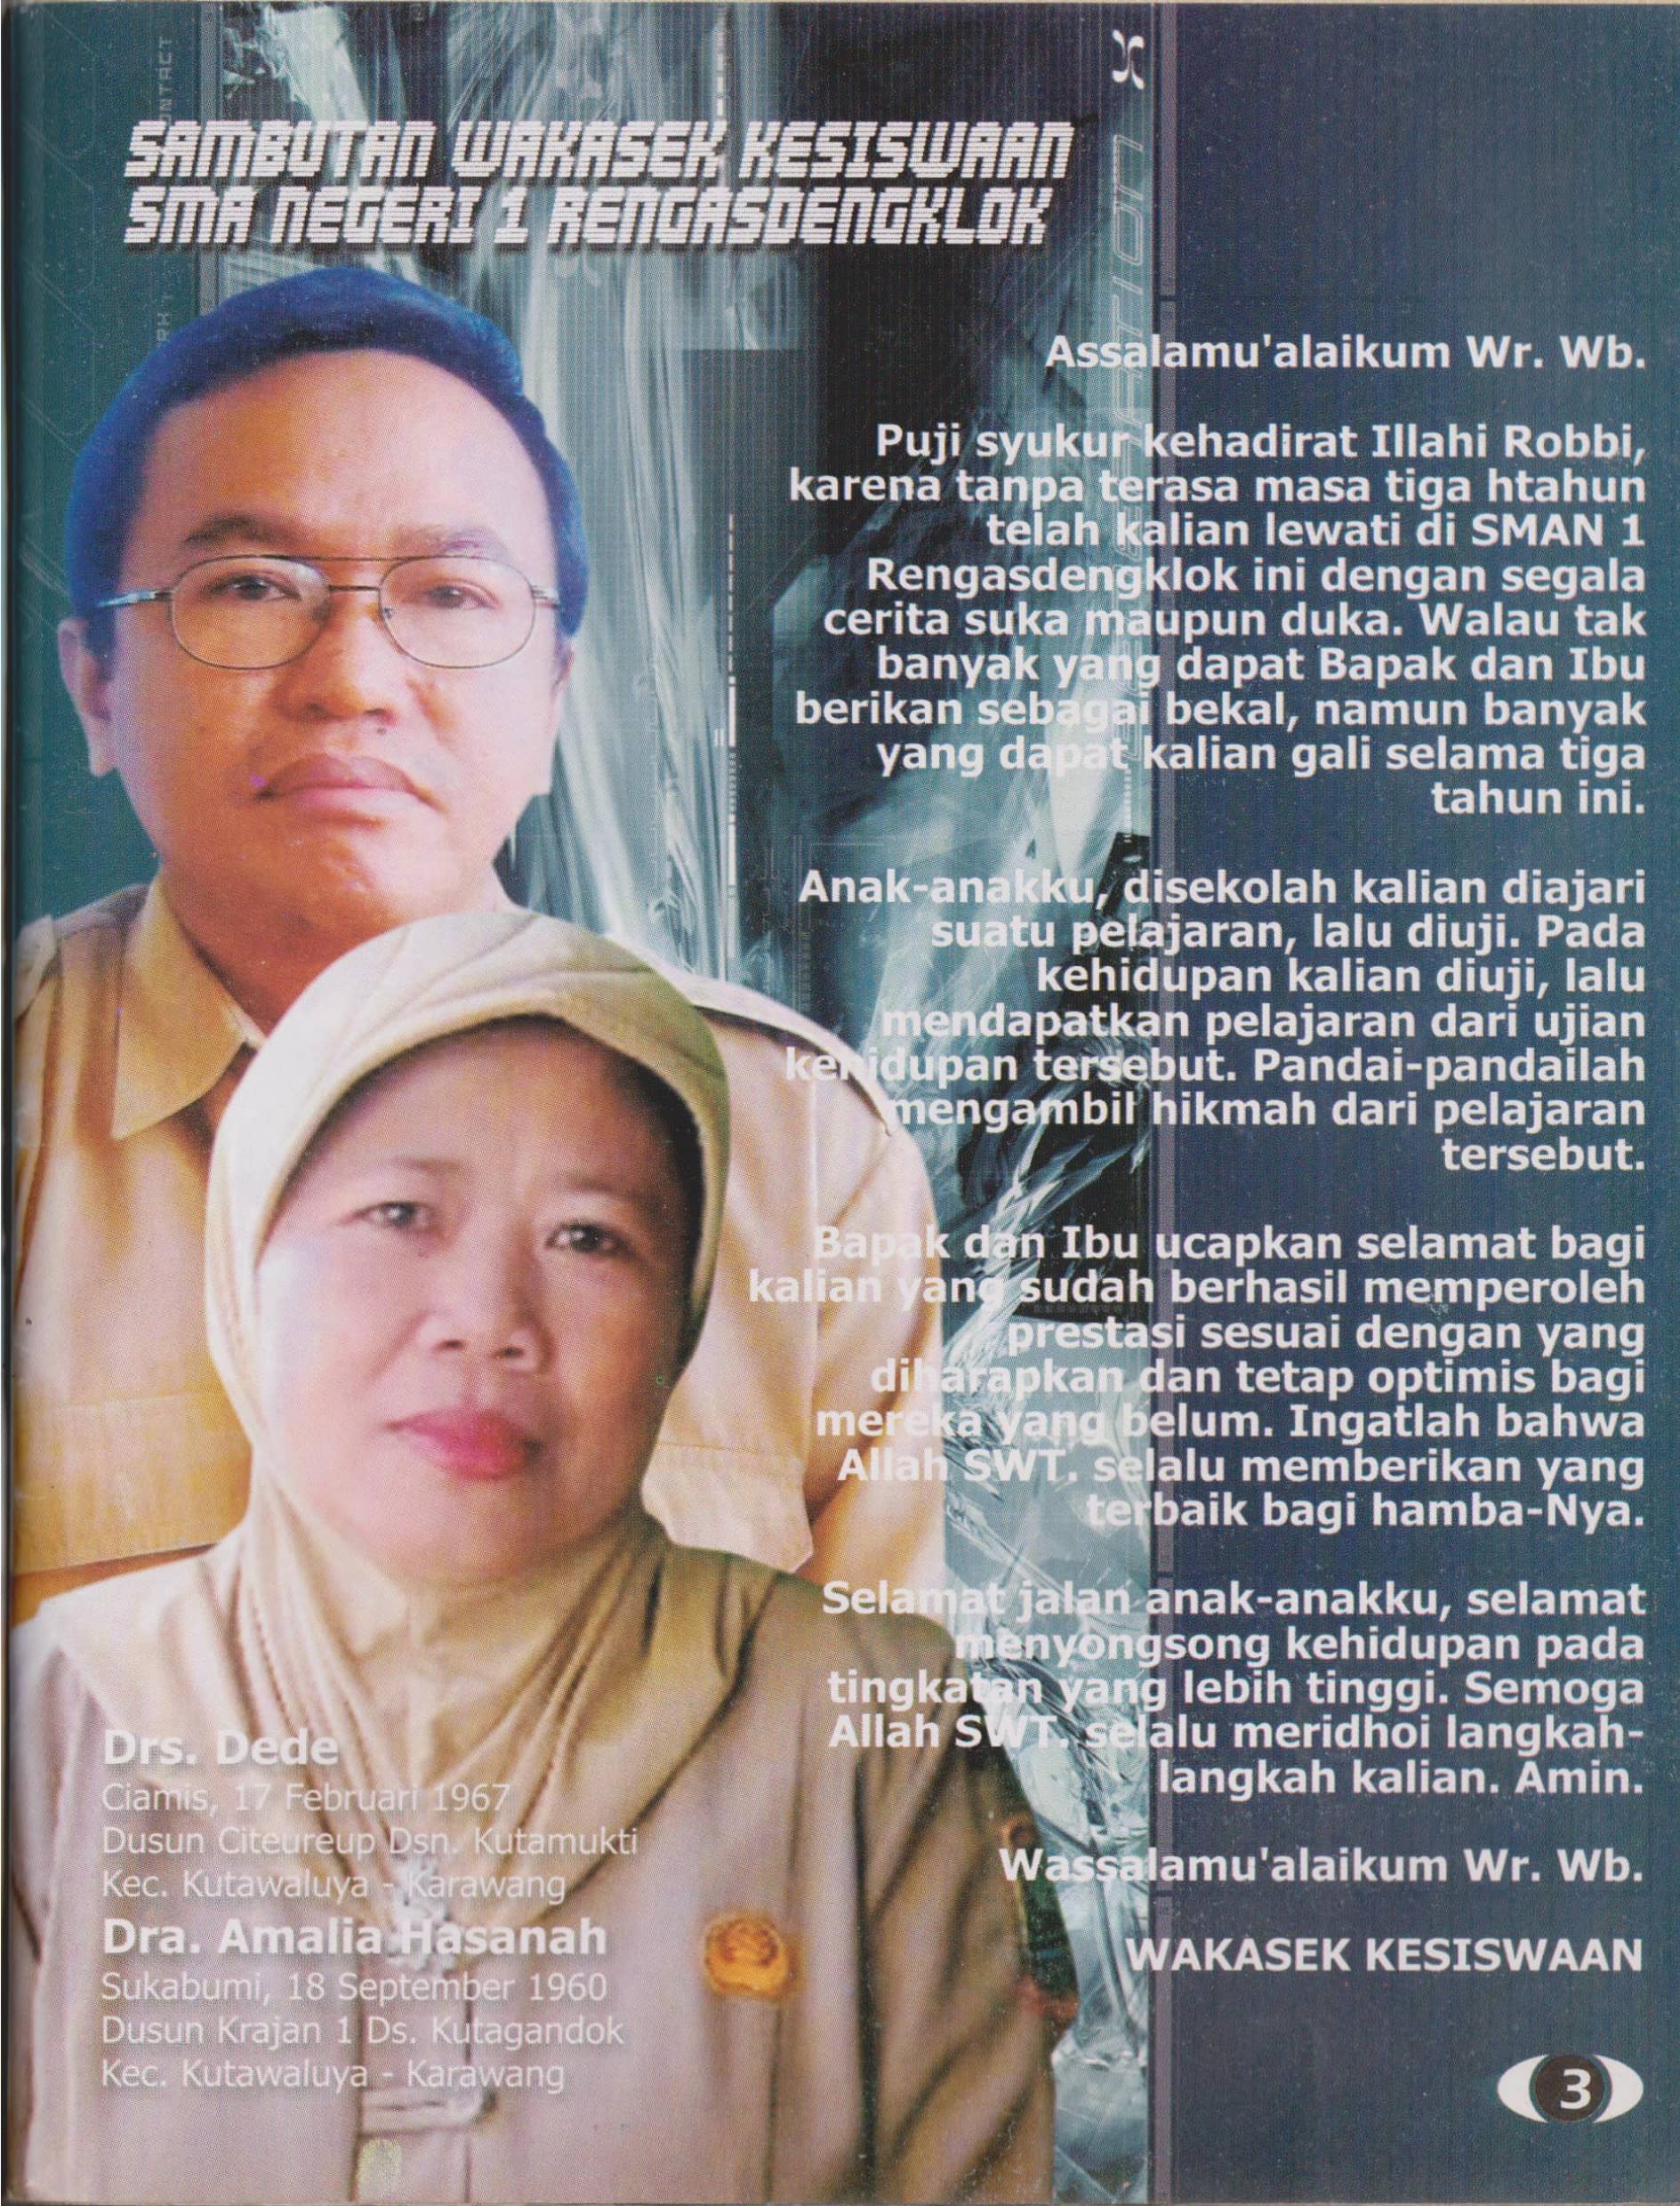 SAMBUTAN WAKASEK KESISWAAN
SMA NEGERI 1 RENGASDENGKLOK
Assalamu'alaikum Wr. Wb.
Puji syukur kehadirat Illahi Robbi,
karena tanpa terasa masa tiga htahun
telah kalian lewati di SMAN 1
Rengasdengklok ini dengan segala
cerita suka maupun duka. Walau tak
banyak yang dapat Bapak dan Ibu
berikan sebagai bekal, namun banyak
yang dapat kalian gali selama tiga
tahun ini.
Anak-anakku, disekolah kalian diajari
suatu pelajaran, lalu diuji. Pada
kehidupan kalian diuji, lalu
mendapatkan pelajaran dari ujian
kehidupan tersebut. Pandai-pandailah
mengambil hikmah dari pelajaran
tersebut.
Bapak dan Ibu ucapkan selamat bagi
kalian yang sudah berhasil memperoleh
prestasi sesuai dengan yang
diharapkan dan tetap optimis bagi
mereka yang belum. Ingatlah bahwa
Allah SWT. selalu memberikan yang
terbaik bagi hamba-Nya.
Selamat jalan anak-anakku, selamat
menyongsong kehidupan pada
tingkatan yang lebih tinggi. Semoga
Allah SWT. selalu meridhoi langkah-
langkah kalian. Amin.
Wassalamu'alaikum Wr. Wb.
WAKASEK KESISWAAN
Drs. Dede
Ciamis, 17 Februari 1967
Dusun Citeureup Dsn. Kutamukti
Kec. Kutawaluya - Karawang
Dra. Amalia Hasanah
Sukabumi, 18 September 1960
Dusun Krajan 1 Ds. Kutagandok
Kec. Kutawaluya - Karawang
3